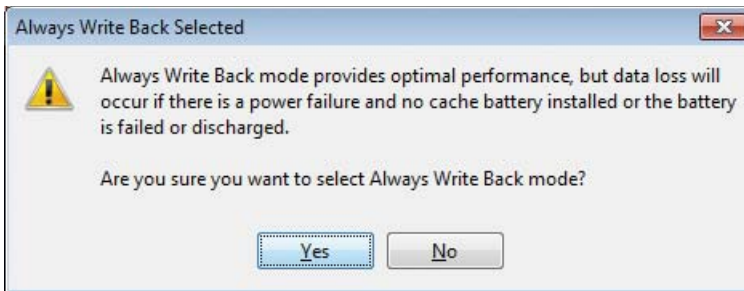 Always Write Back Selected
Always Write Back mode provides optimal performance, but data loss will
occur if there is a power failure and no cache battery installed or the battery
is failed or discharged.
Are you sure you want to select Always Write Back mode?
Yes No